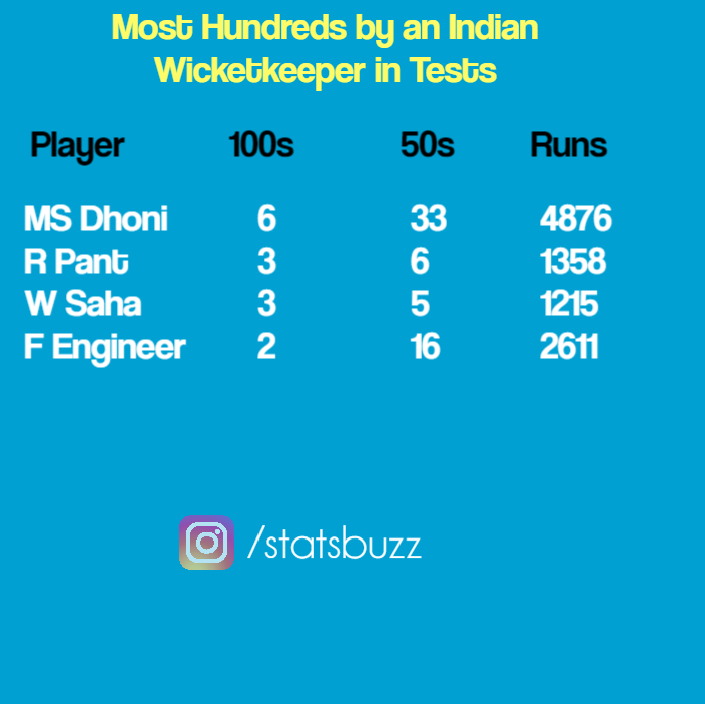 Most Hundreds by an Indian
Wicketkeeper in Tests
Player 100s 50s Runs
MS Dhoni 6 33 4876
R Pant 3 6 1358
W Saha 3 5 1215
F Engineer 2 16 2611
/statsbuzz